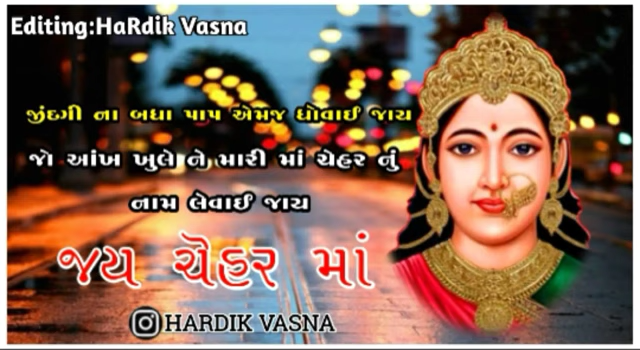 Editing:HaRdik Vasna
જીંદગી ના બધા પાપ એમજ ધોવાઈ જાય
જો આંખ ખુલે ને મારી માં ચેહર નું
નામ લેવાઈ જાય
જય ચેહર માં
HARDIK VASNA